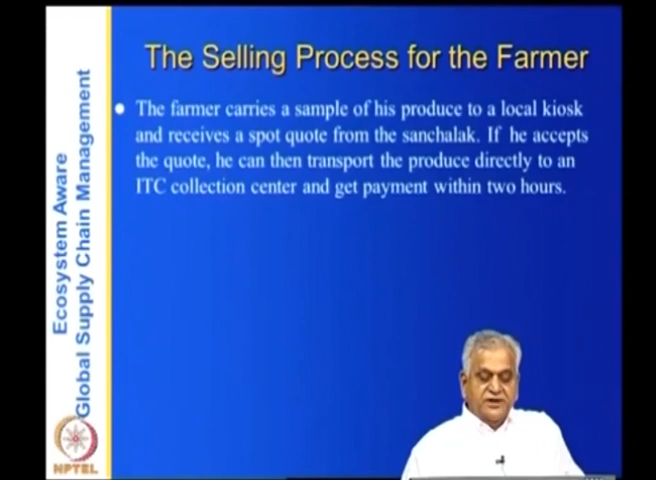 The Selling Process for the Farmer
The farmer carries a sample of his produce to a local kiosk
and receives a spot quote from the sanchalak. If he accepts
the quote, he can then transport the produce directly to an
ITC collection center and get payment within two hours.
Ecosystem Aware
Global Supply Chain Management
NPTEL